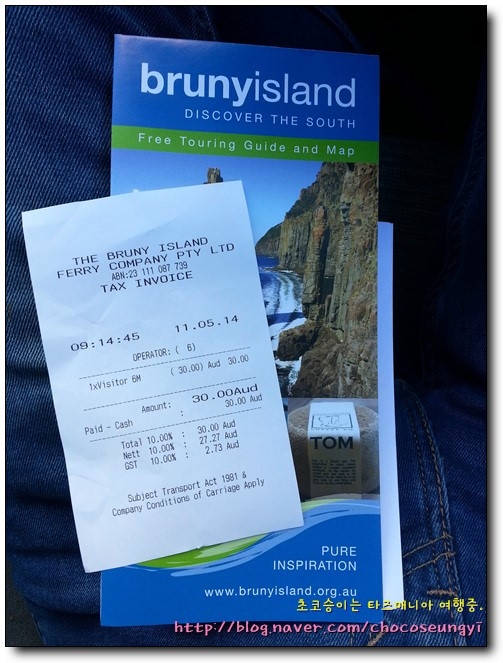 brunyisland
DISCOVER THE SOUTH
Free Touring Guide and Map
THE BRUNY ISLAND
FERRY COMPANY PTY LTD
ABN:23 111 087 739
TAX INVOICE
09:14:45 11.05.14
OPERATOR: ( 6)
1xVisitor 6M ( 30.00) Aud 30.00
Amount: 30.00Aud
Paid - Cash : 30.00 Aud
Total 10.00% : 30.00 Aud
Nett 10.00% : 27.27 Aud
GST 10.00% : 2.73 Aud
Subject Transport Act 1981 &
Company Conditions of Carriage Apply
TOM
PURE
INSPIRATION
www.brunyisland.org.au
초코승이는 타즈매니아 여행중.
http://blog.naver.com/chocoseungyi